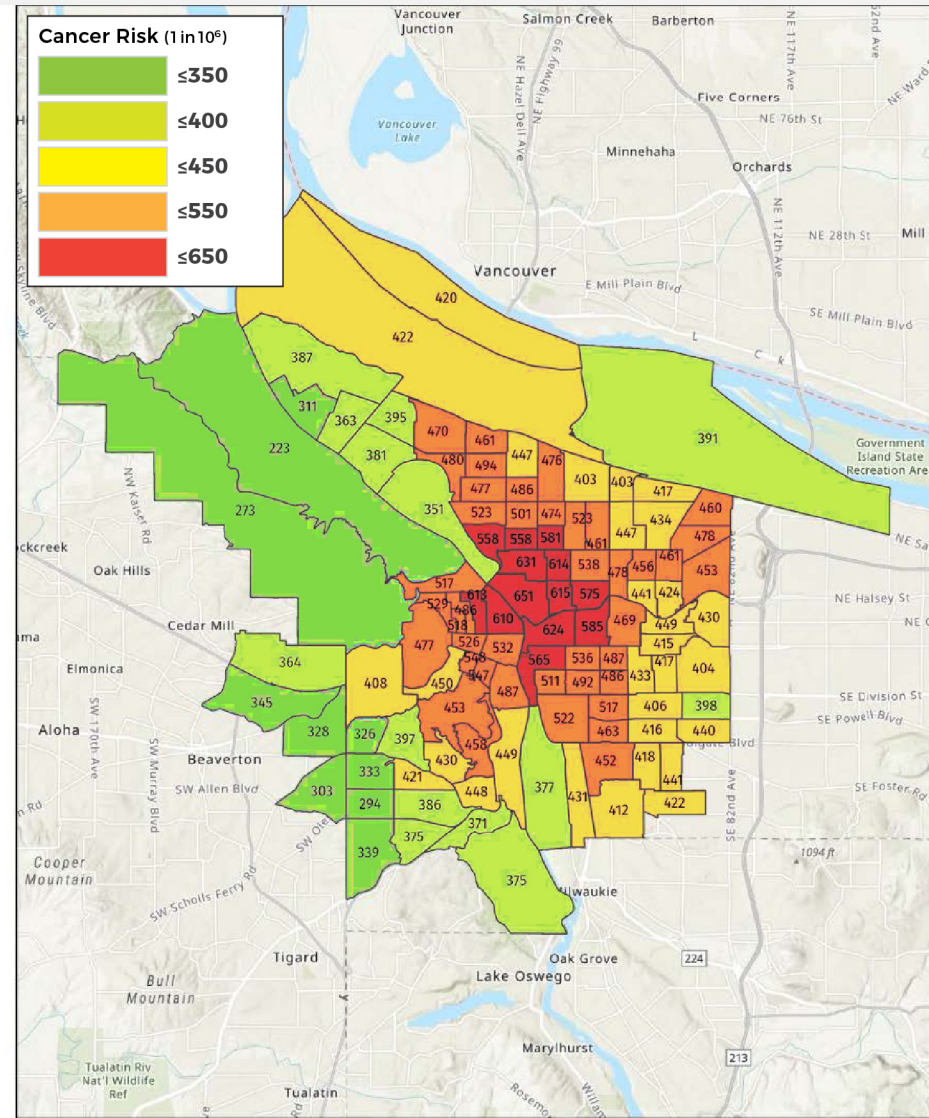 Cancer Risk (1 in 10⁶)
≤350
≤400
≤450
≤550
≤650
Vancouver
Junction
Salmon Creek
Barberton
NE 117th Ave
NE Highway 99
NE Hazel Dell Ave
Vancouver
Lake
Five Corners
NE 76th St
Minnehaha
Orchards
NE 112th Ave
NE 28th St
Mill
Vancouver
E Mill Plain Blvd
SE Mill Plain Blvd
420
422
387
391
311
363
395
223
381
470
461
447
476
480
494
403
403
417
477
486
273
351
523
501
474
523
447
434
460
478
558
558
581
461
631
614
538
478
456
461
453
517
613
651
615
575
441
424
529
486
518
610
624
585
469
449
430
477
526
532
415
548
565
536
487
417
404
364
408
450
547
487
511
492
486
433
345
453
522
517
406
398
328
326
397
458
449
463
416
440
333
421
430
377
452
418
441
303
294
386
448
431
412
422
339
375
371
375
Government
Island State
Recreation Area
NW Kaiser Rd
Oak Hills
Cedar Mill
Elmonica
Aloha
SW 170th Ave
SW Murray Blvd
Beaverton
SW Allen Blvd
NE Halsey St
SE Division St
SE Powell Blvd
SE Foster Rd
SE 82nd Ave
1094 ft
Cooper
Mountain
SW Scholls Ferry Rd
Tigard
Bull
Mountain
Oak Grove
224
Lake Oswego
Marylhurst
213
Tualatin Riv
Nat'l Wildlife
Ref
Tualatin